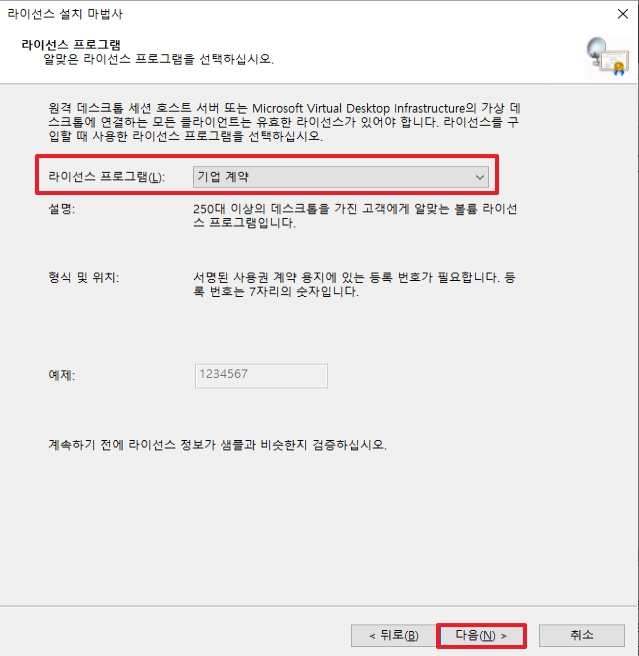 라이선스 설치 마법사
라이선스 프로그램
알맞은 라이선스 프로그램을 선택하십시오.
원격 데스크톱 세션 호스트 서버 또는 Microsoft Virtual Desktop Infrastructure의 가상 데
스크톱에 연결하는 모든 클라이언트는 유효한 라이선스가 있어야 합니다. 라이선스를 구
입할 때 사용한 라이선스 프로그램을 선택하십시오.
라이선스 프로그램(L): 기업 계약
설명: 250대 이상의 데스크톱을 가진 고객에게 알맞는 볼륨 라이선
스 프로그램입니다.
형식 및 위치: 서명된 사용권 계약 용지에 있는 등록 번호가 필요합니다. 등
록 번호는 7자리의 숫자입니다.
예제: 1234567
계속하기 전에 라이선스 정보가 샘플과 비슷한지 검증하십시오.
< 뒤로(B) 다음(N) > 취소